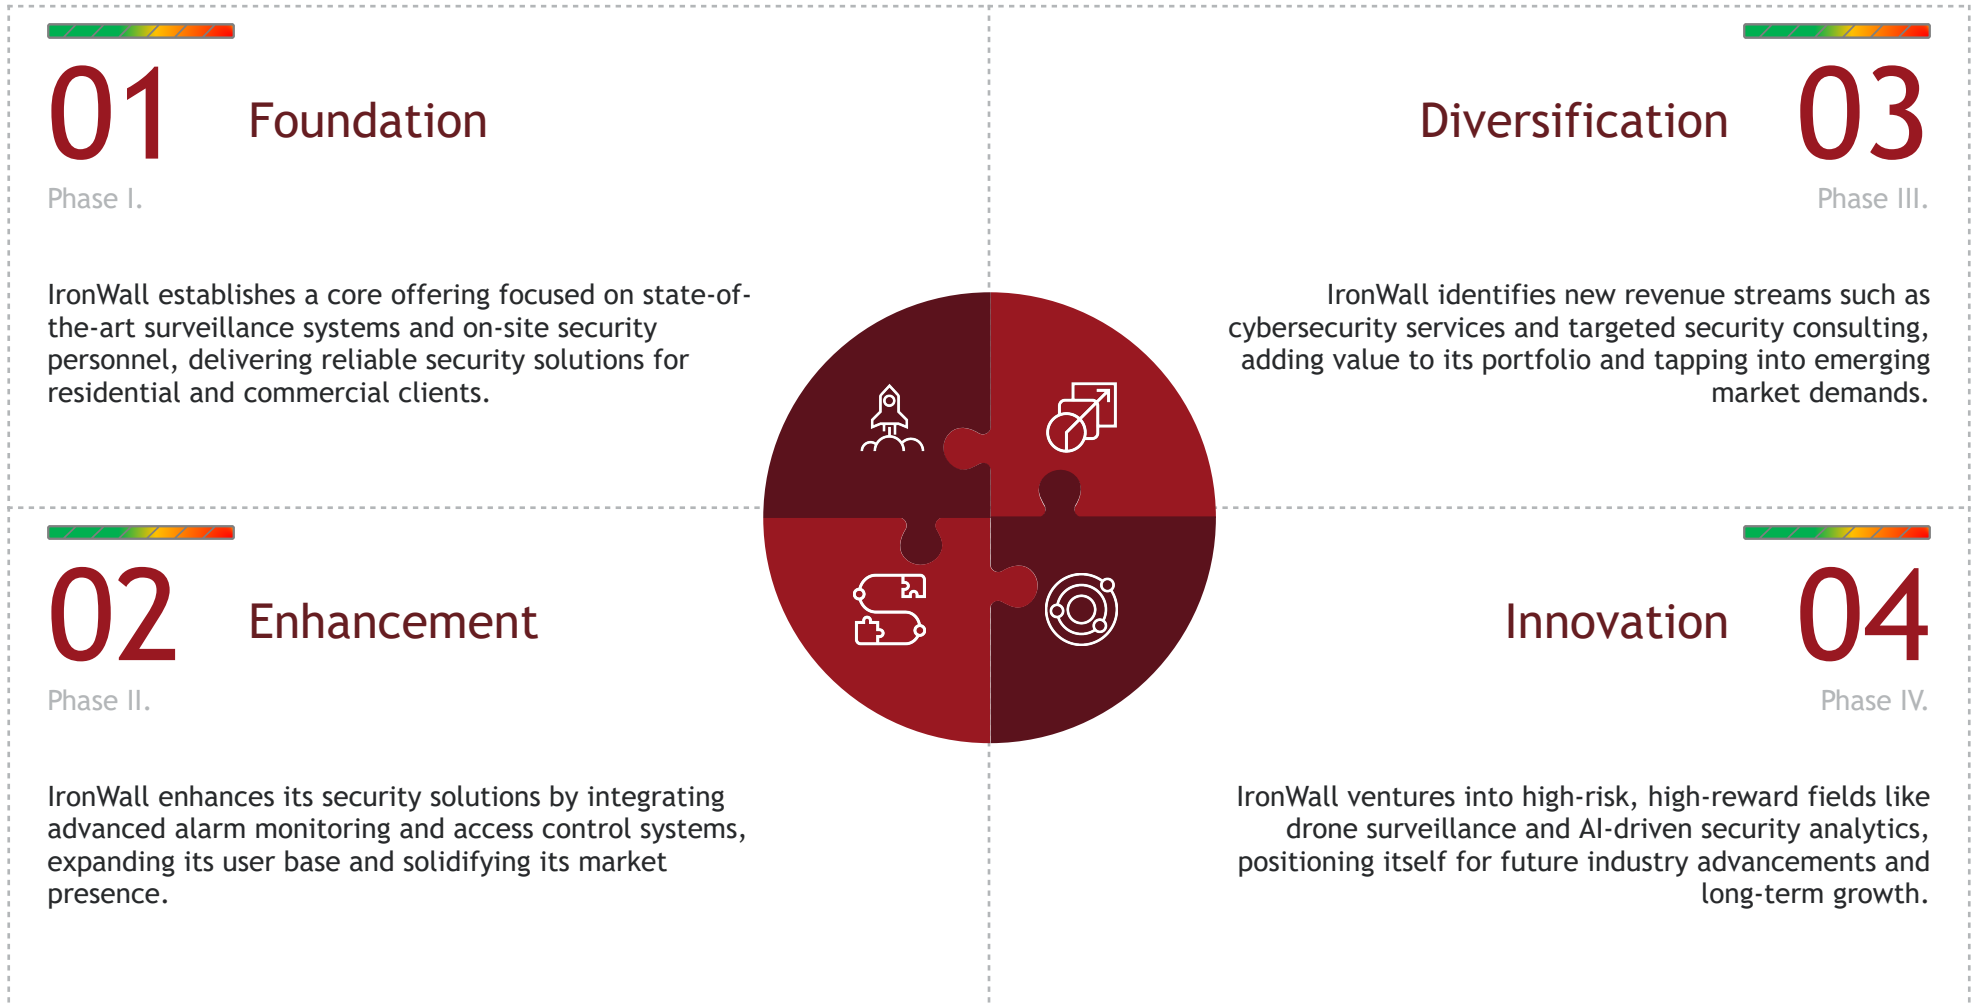 01
Foundation
Phase I.
IronWall establishes a core offering focused on state-of-
the-art surveillance systems and on-site security
personnel, delivering reliable security solutions for
residential and commercial clients.
02
Enhancement
Phase II.
IronWall enhances its security solutions by integrating
advanced alarm monitoring and access control systems,
expanding its user base and solidifying its market
presence.
Diversification
03
Phase III.
IronWall identifies new revenue streams such as
cybersecurity services and targeted security consulting,
adding value to its portfolio and tapping into emerging
market demands.
Innovation
04
Phase IV.
IronWall ventures into high-risk, high-reward fields like
drone surveillance and AI-driven security analytics,
positioning itself for future industry advancements and
long-term growth.